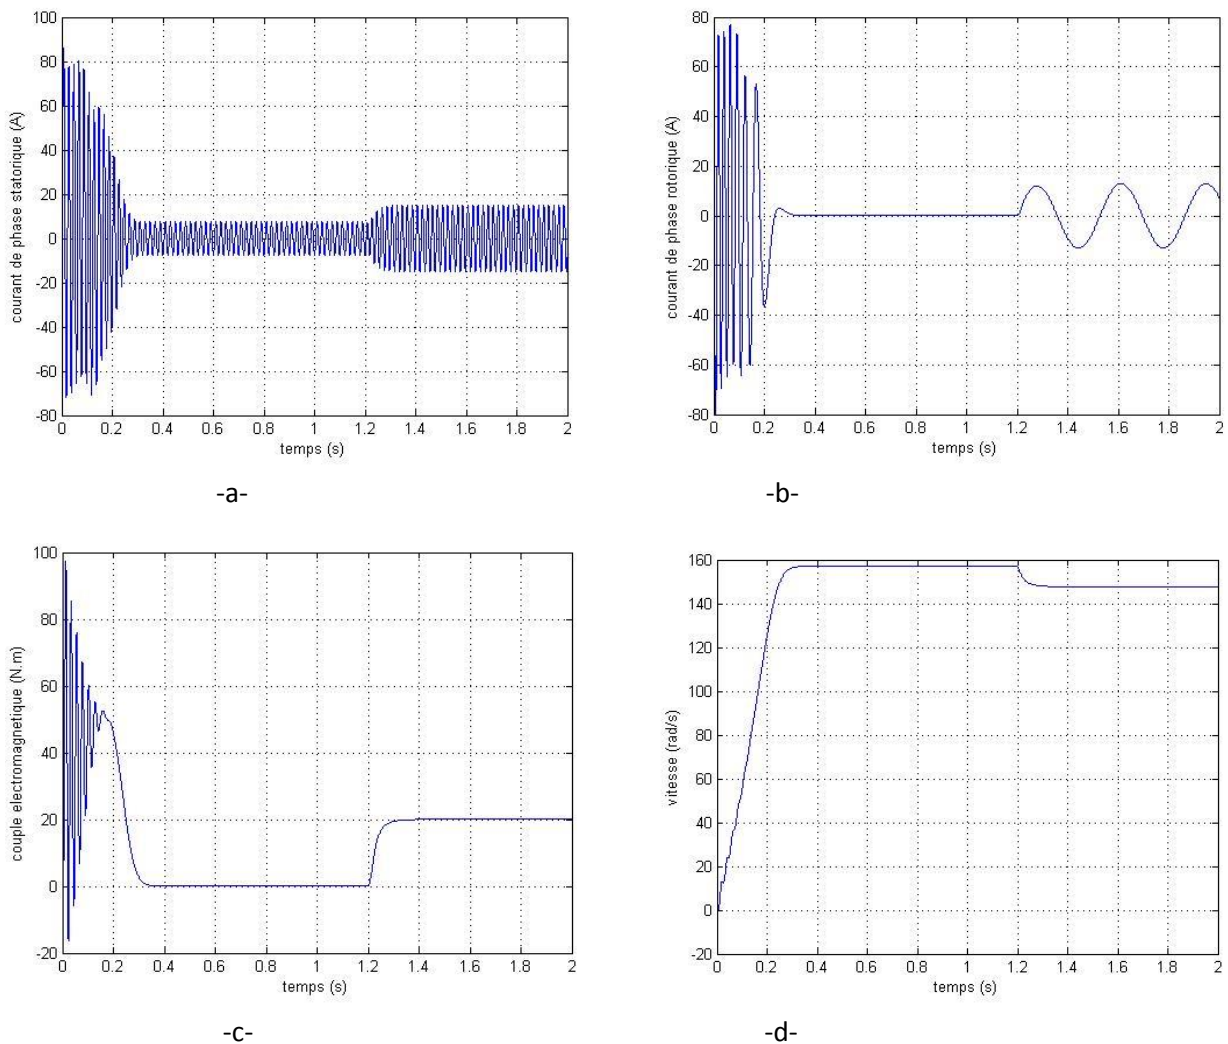 100
80
60
40
20
0
-20
-40
-60
-80
0 0.2 0.4 0.6 0.8 1 1.2 1.4 1.6 1.8 2
temps (s)
courant de phase statorique (A)
-a-
80
60
40
20
0
-20
-40
-60
-80
0 0.2 0.4 0.6 0.8 1 1.2 1.4 1.6 1.8 2
temps (s)
courant de phase rotorique (A)
-b-
100
80
60
40
20
0
-20
0 0.2 0.4 0.6 0.8 1 1.2 1.4 1.6 1.8 2
temps (s)
couple electromagnetique (N.m)
-c-
160
140
120
100
80
60
40
20
0
-20
0 0.2 0.4 0.6 0.8 1 1.2 1.4 1.6 1.8 2
temps (s)
vitesse (rad/s)
-d-